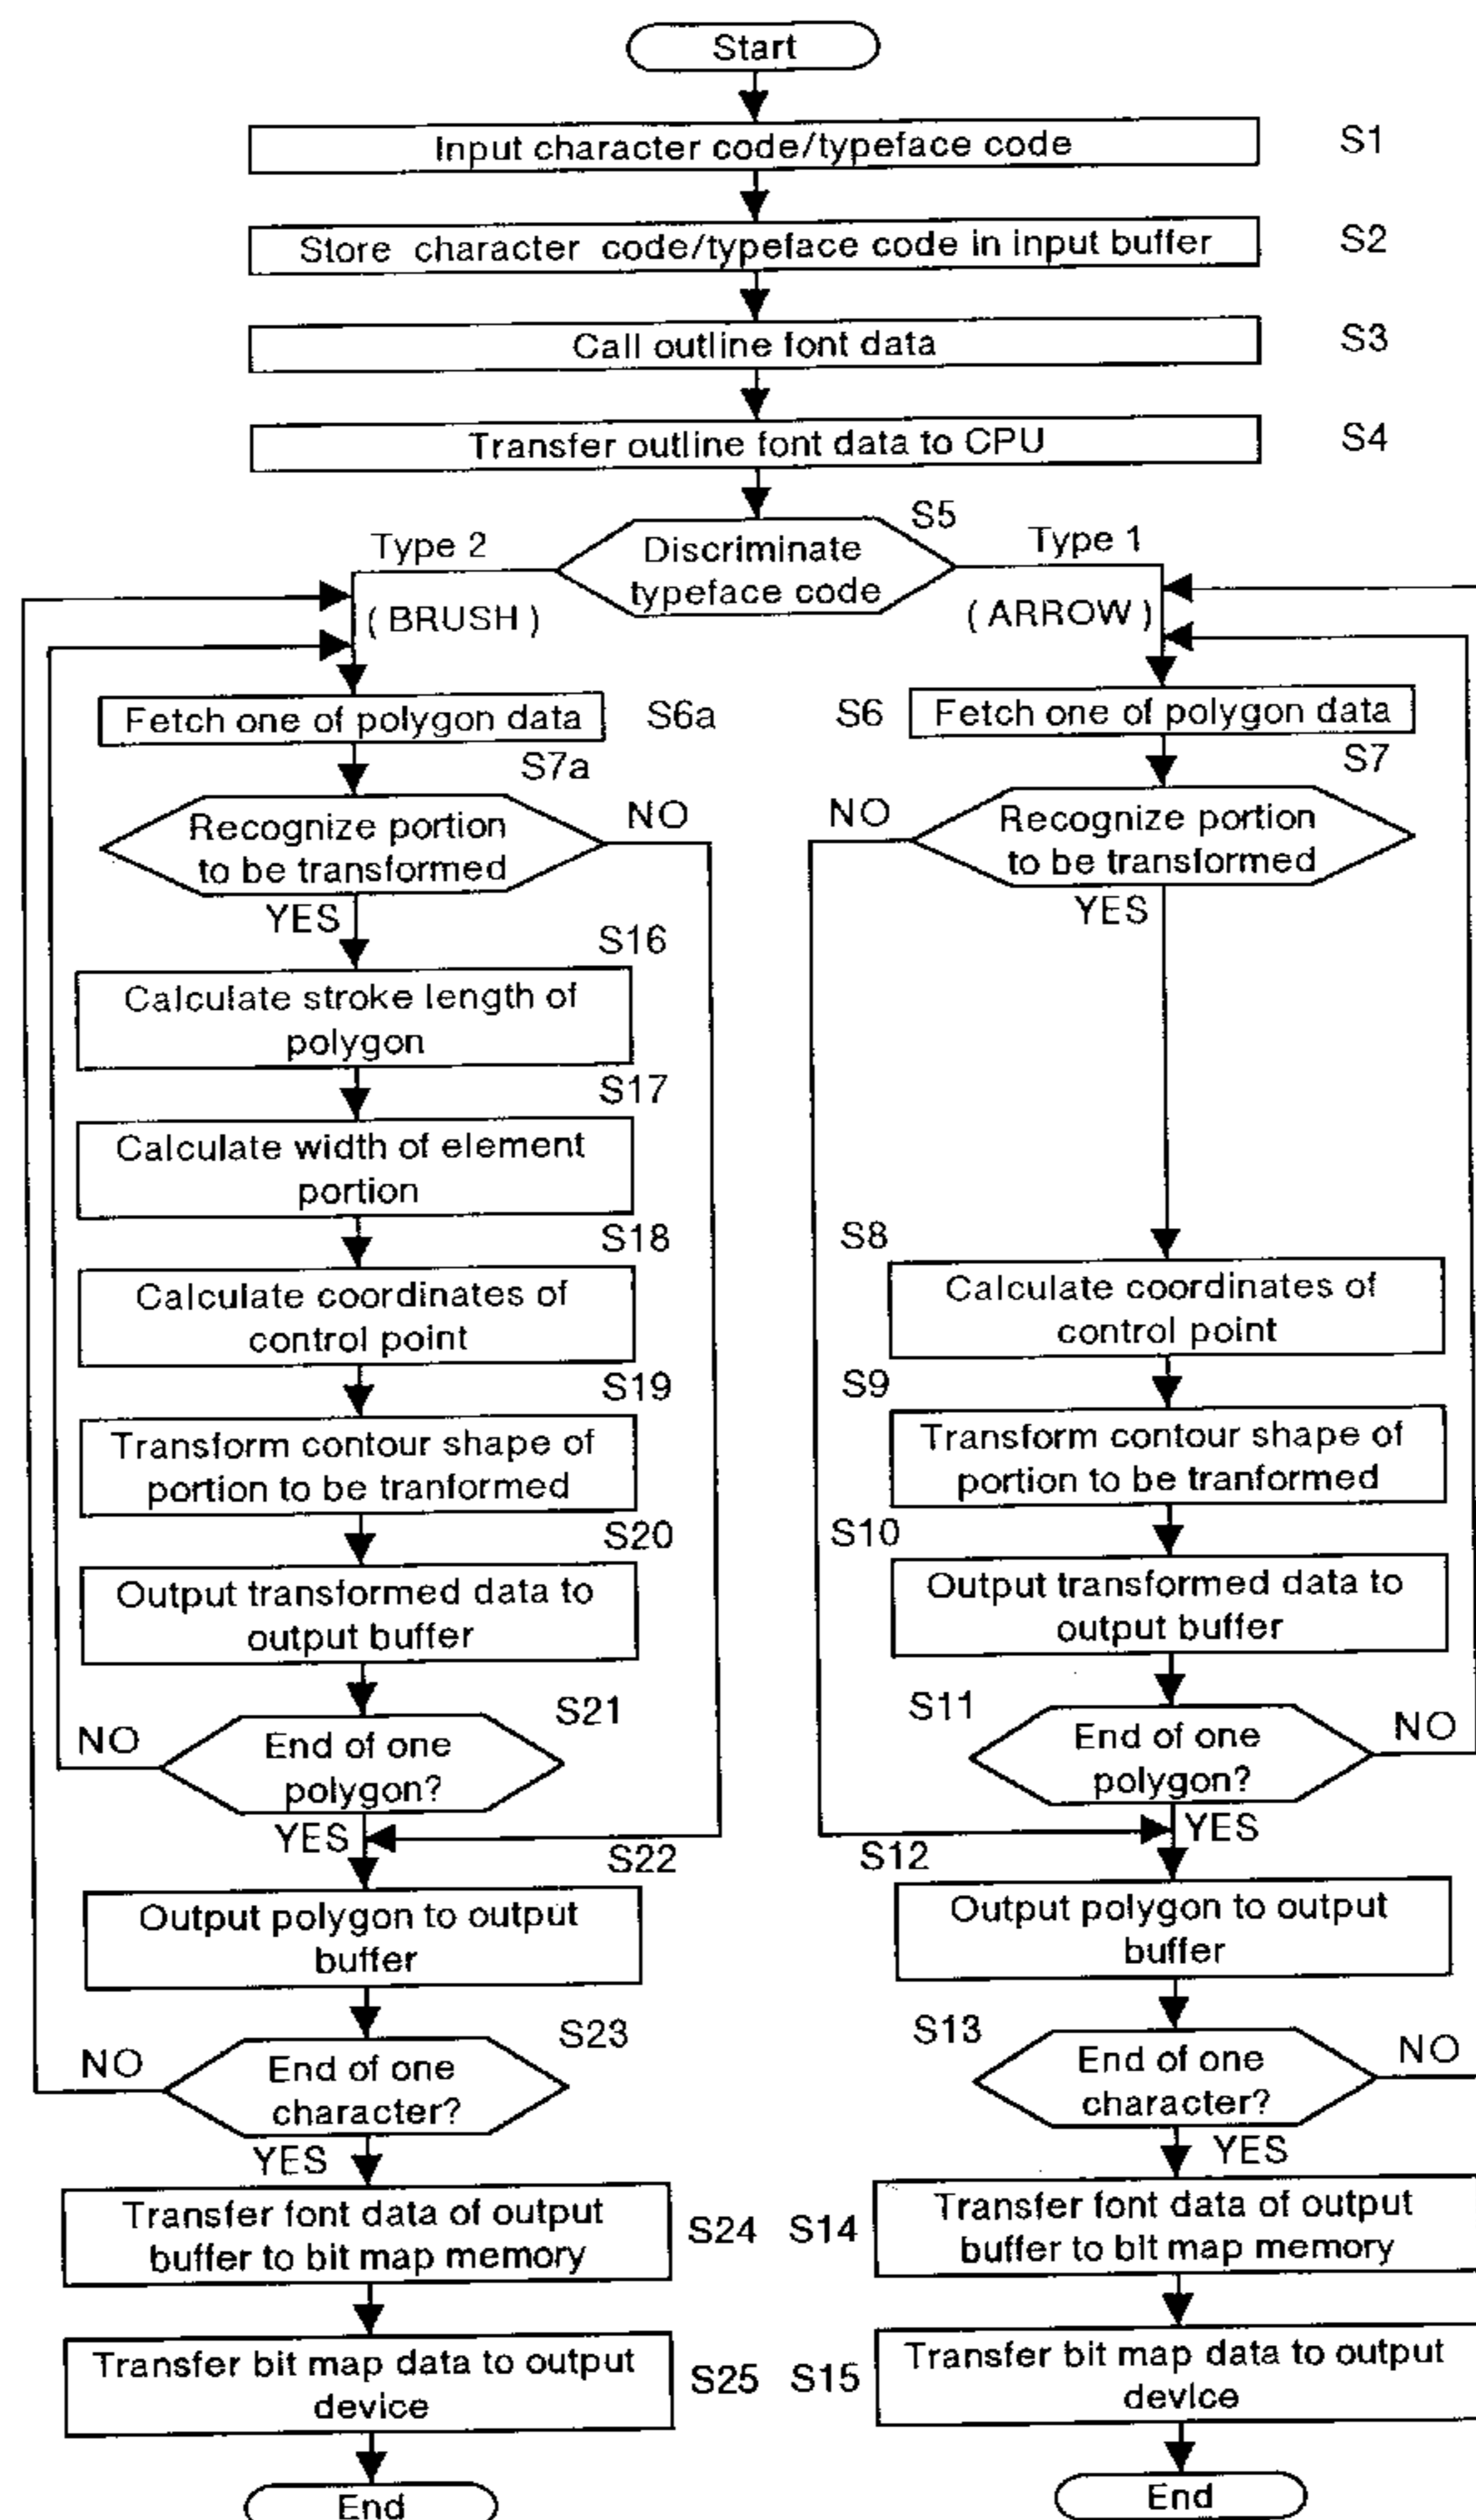 Start
Input character code/typeface code
S1
Store character code/typeface code in input buffer
S2
Call outline font data
S3
Transfer outline font data to CPU
S4
S5
Type 2
Discriminate
typeface code
Type 1
( BRUSH )
( ARROW )
Fetch one of polygon data
S6a
S7a
Recognize portion
to be transformed
NO
YES
S16
Calculate stroke length of
polygon
S17
Calculate width of element
portion
S18
Calculate coordinates of
control point
S19
Transform contour shape of
portion to be tranformed
S20
Output transformed data to
output buffer
S21
End of one
polygon?
NO
YES
S22
Output polygon to output
buffer
S23
End of one
character?
NO
YES
Transfer font data of output
buffer to bit map memory
S24
Transfer bit map data to output
device
S25
End
S6
Fetch one of polygon data
S7
NO
Recognize portion
to be transformed
YES
S8
Calculate coordinates of
control point
S9
Transform contour shape of
portion to be tranformed
S10
Output transformed data to
output buffer
S11
End of one
polygon?
NO
YES
S12
Output polygon to output
buffer
S13
End of one
character?
NO
YES
S14
Transfer font data of output
buffer to bit map memory
S15
Transfer bit map data to output
device
End